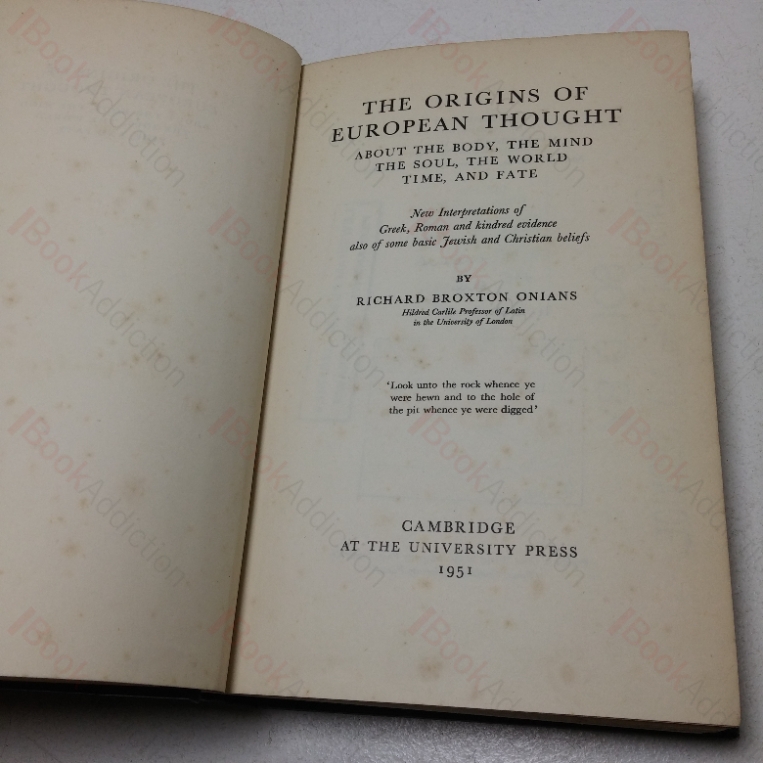 THE ORIGINS OF
EUROPEAN THOUGHT
ABOUT THE BODY, THE MIND
THE SOUL, THE WORLD
TIME, AND FATE
New Interpretations of
Greek, Roman and kindred evidence
also of some basic Jewish and Christian beliefs
BY
RICHARD BROXTON ONIANS
Hildred Carlile Professor of Latin
in the University of London
'Look unto the rock whence ye
were hewn and to the hole of
the pit whence ye were digged'
CAMBRIDGE
AT THE UNIVERSITY PRESS
1951